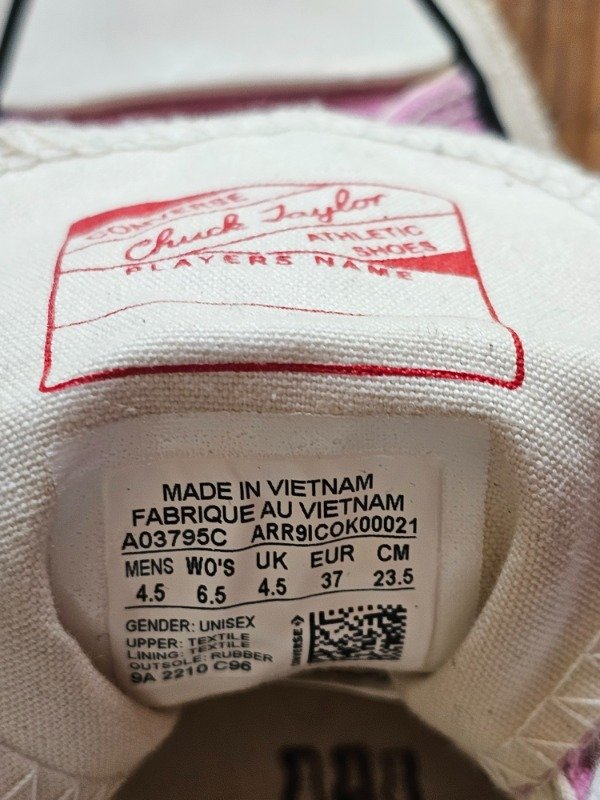 CONVERSE
Chuck Taylor
ATHLETIC
SHOES
PLAYERS NAME
MADE IN VIETNAM
FABRIQUE AU VIETNAM
A03795C ARR9ICOK00021
MENS WO'S UK EUR CM
4.5 6.5 4.5 37 23.5
GENDER: UNISEX
UPPER: TEXTILE
LINING: TEXTILE
OUTSOLE: RUBBER
9A 2210 C96
CONVERSE